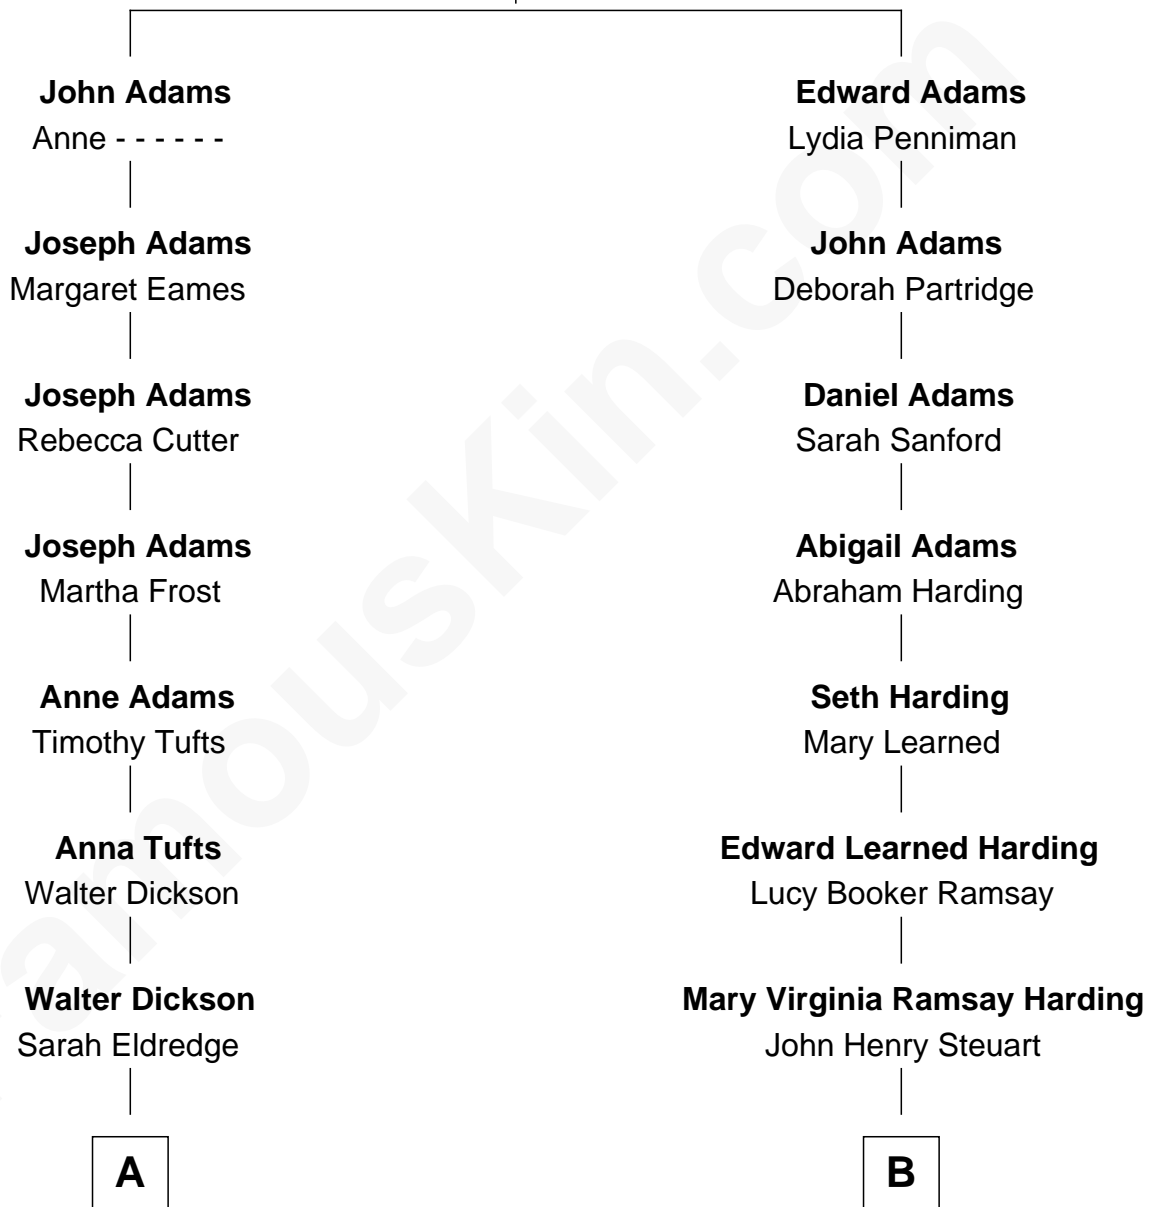 John Adams
Anne - - - - - -
Joseph Adams
Margaret Eames
Joseph Adams
Rebecca Cutter
Joseph Adams
Martha Frost
Anne Adams
Timothy Tufts
Anna Tufts
Walter Dickson
Walter Dickson
Sarah Eldredge
A
Edward Adams
Lydia Penniman
John Adams
Deborah Partridge
Daniel Adams
Sarah Sanford
Abigail Adams
Abraham Harding
Seth Harding
Mary Learned
Edward Learned Harding
Lucy Booker Ramsay
Mary Virginia Ramsay Harding
John Henry Steuart
B
famouskin.com